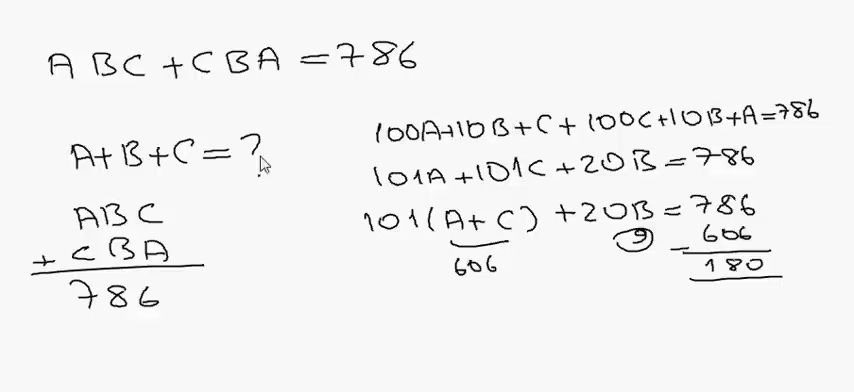 ABC + CBA = 786
A+B+C = ?
ABC
+ CBA
786
100A+10B+C+100C+10B+A=786
101A+101C+20B=786
101(A+C)+20B=786
606
9
-606
180